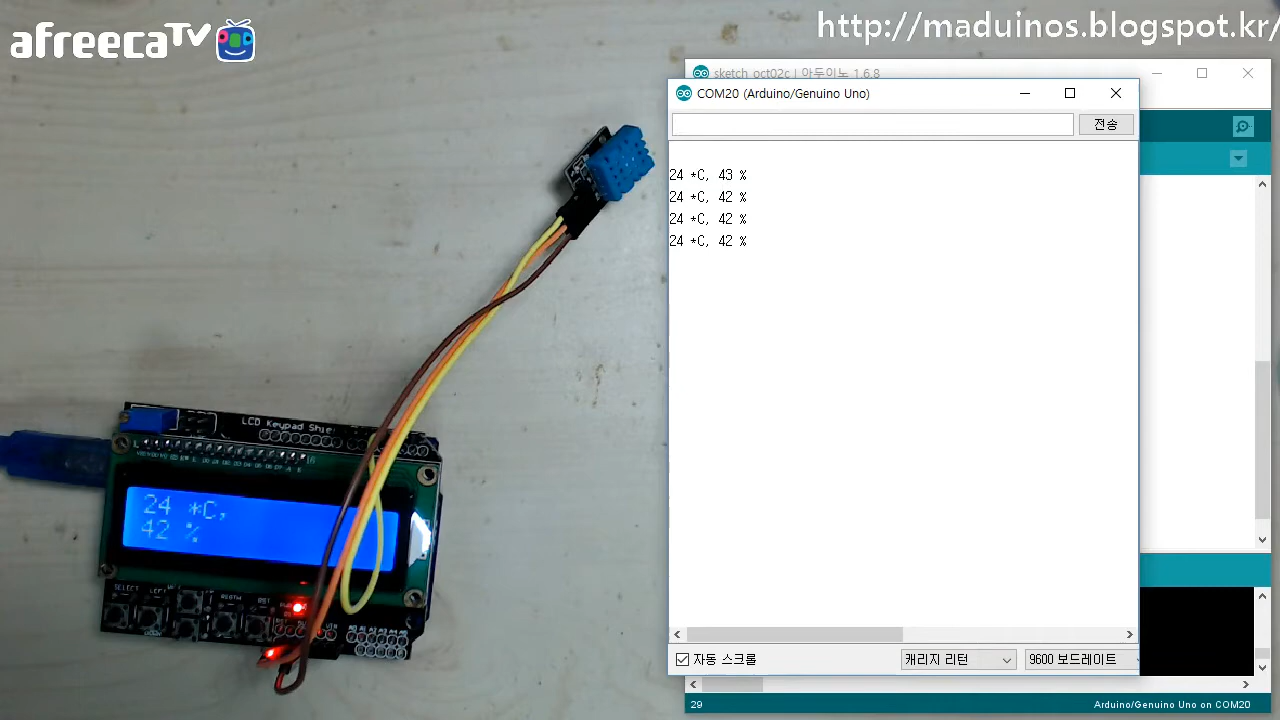 afreecaTV
http://maduinos.blogspot.kr/
sketch_oct02c | 아두이노 1.6.8
COM20 (Arduino/Genuino Uno)
전송
24 *C, 43 %
24 *C, 42 %
24 *C, 42 %
24 *C, 42 %
자동 스크롤
캐리지 리턴
9600 보드레이트
29
Arduino/Genuino Uno on COM20
LCD Keypad Shie
24 *C,
42 %
SELECT
LEFT
RST
VIN